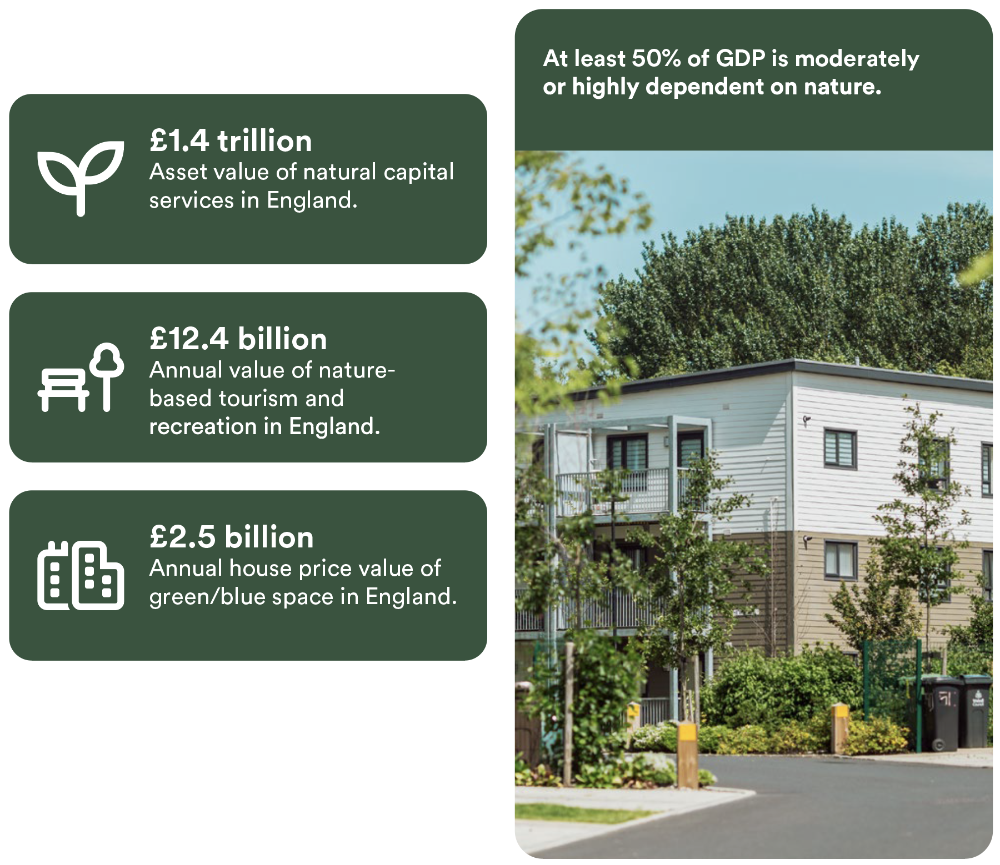 £1.4 trillion
Asset value of natural capital
services in England.
£12.4 billion
Annual value of nature-
based tourism and
recreation in England.
£2.5 billion
Annual house price value of
green/blue space in England.
At least 50% of GDP is moderately
or highly dependent on nature.